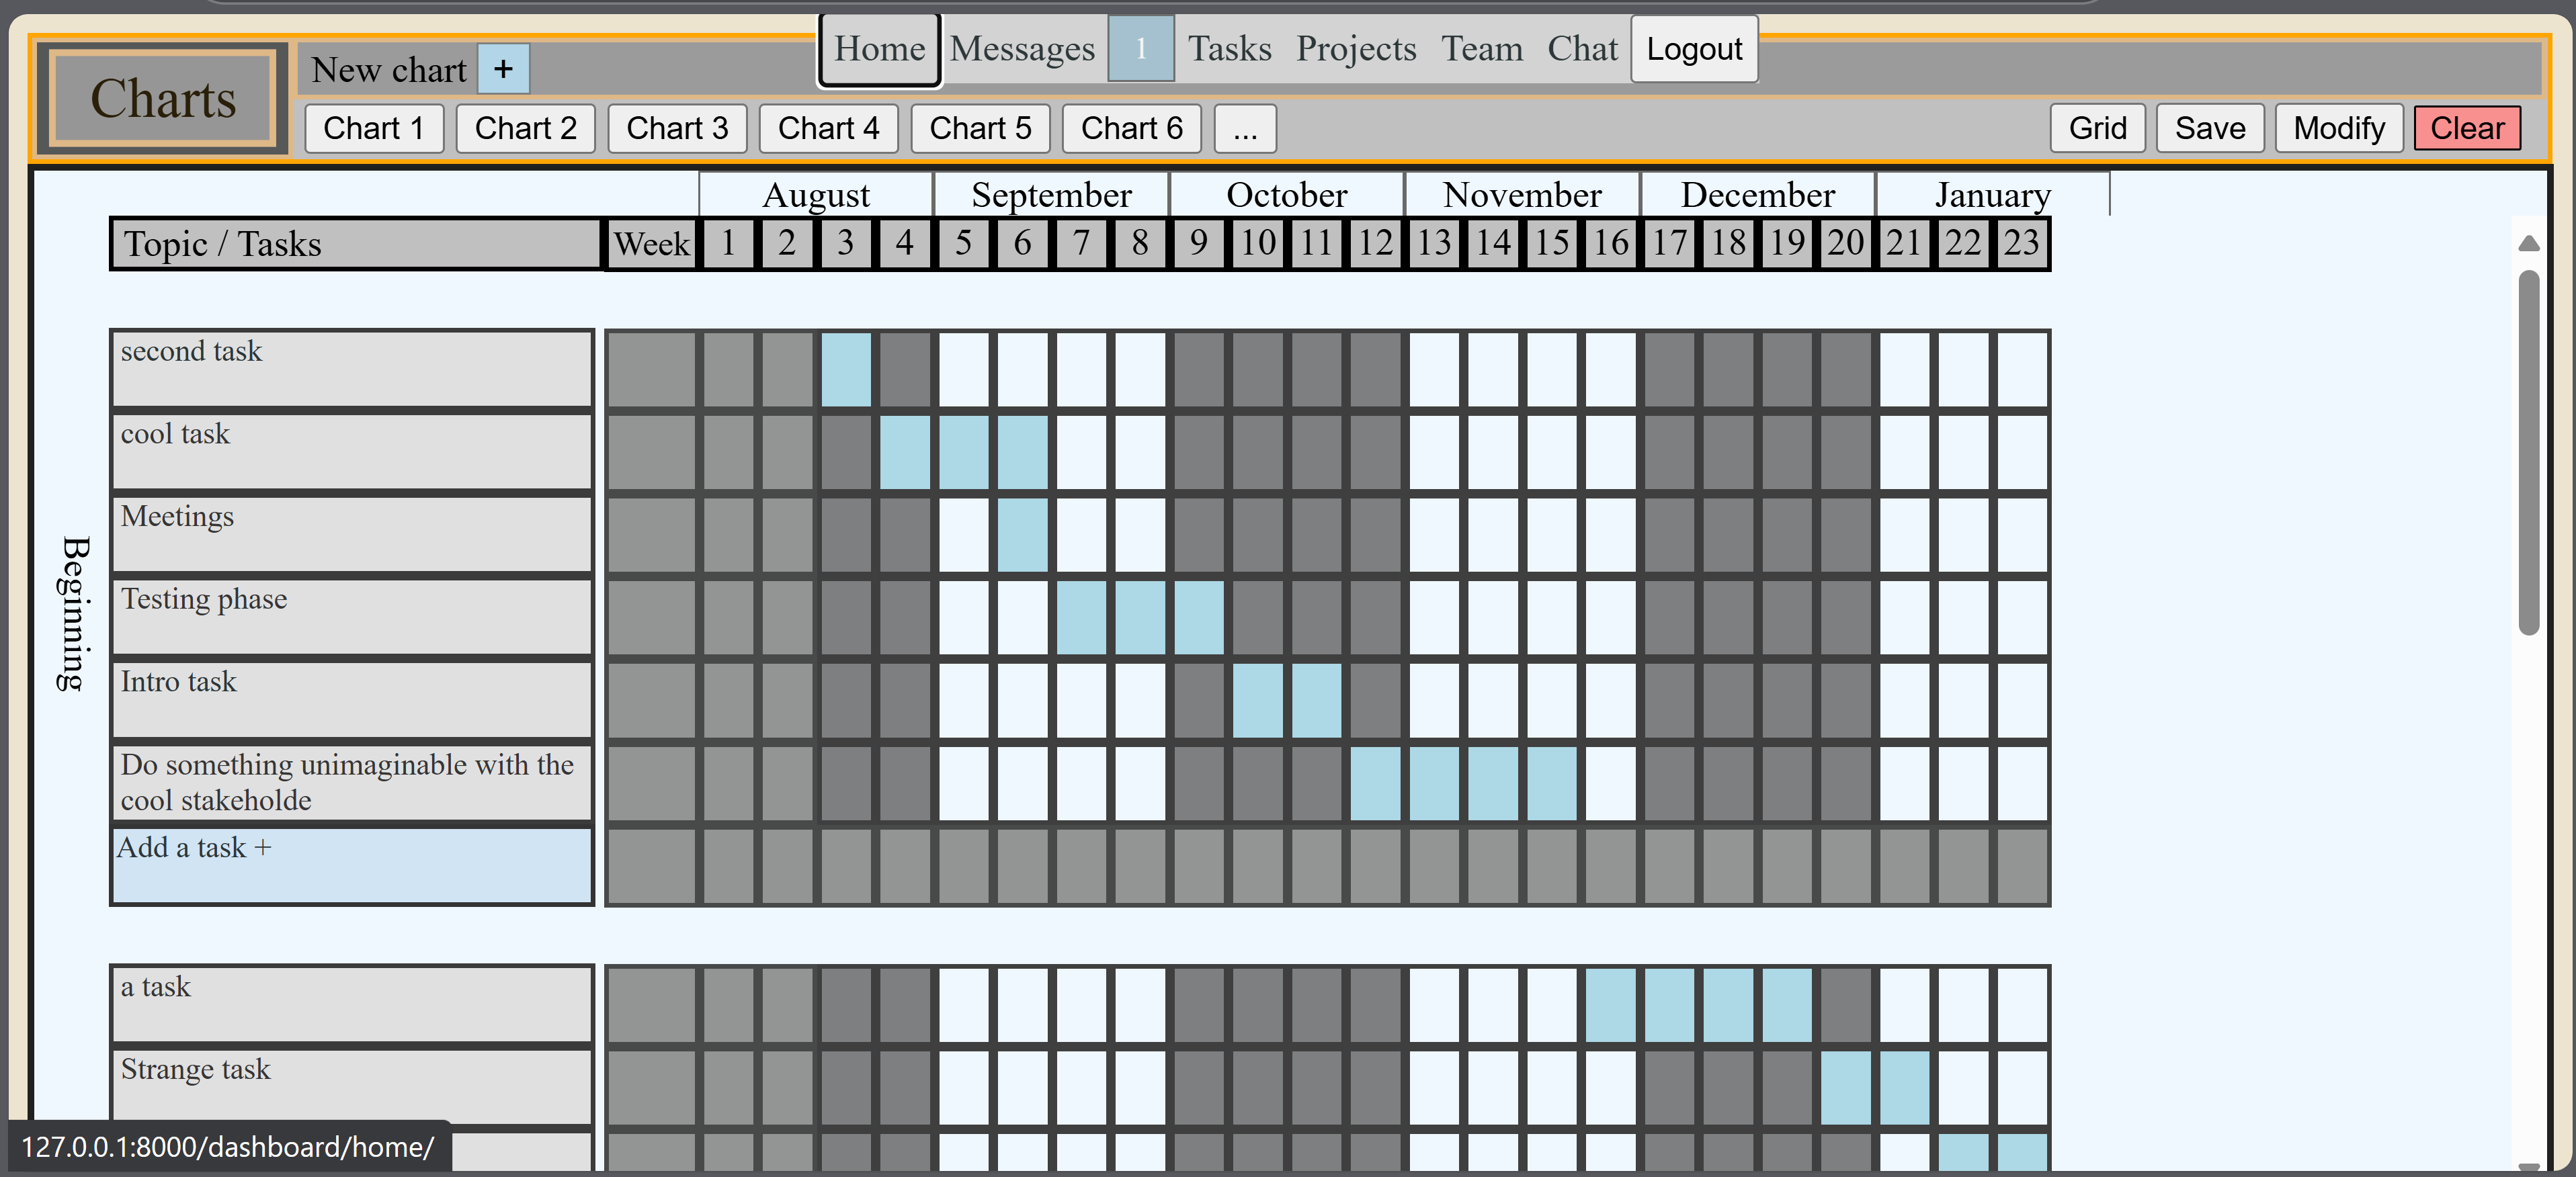 Home Messages 1 Tasks Projects Team Chat Logout
Charts
New chart +
Chart 1 Chart 2 Chart 3 Chart 4 Chart 5 Chart 6 ... Grid Save Modify Clear
August September October November December January
Topic / Tasks Week 1 2 3 4 5 6 7 8 9 10 11 12 13 14 15 16 17 18 19 20 21 22 23
Beginning
second task
cool task
Meetings
Testing phase
Intro task
Do something unimaginable with the
cool stakeholde
Add a task +
a task
Strange task
127.0.0.1:8000/dashboard/home/